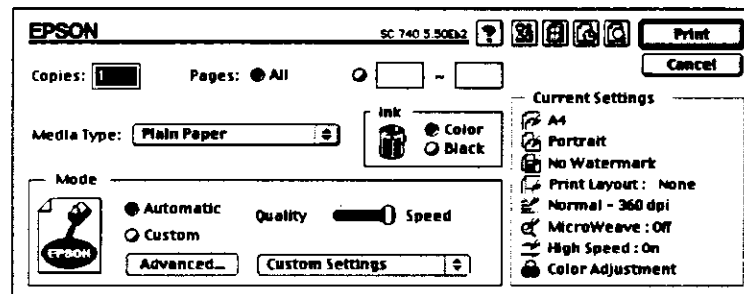 EPSON
SC 740 5.50Eb2
?
Print
Cancel
Copies: 1
Pages: All
~
Media Type: Plain Paper
Ink
Color
Black
Mode
Automatic
Custom
Quality
Speed
EPSON
Advanced...
Custom Settings
Current Settings
A4
Portrait
No Watermark
Print Layout : None
Normal - 360 dpi
MicroWeave : Off
High Speed : On
Color Adjustment